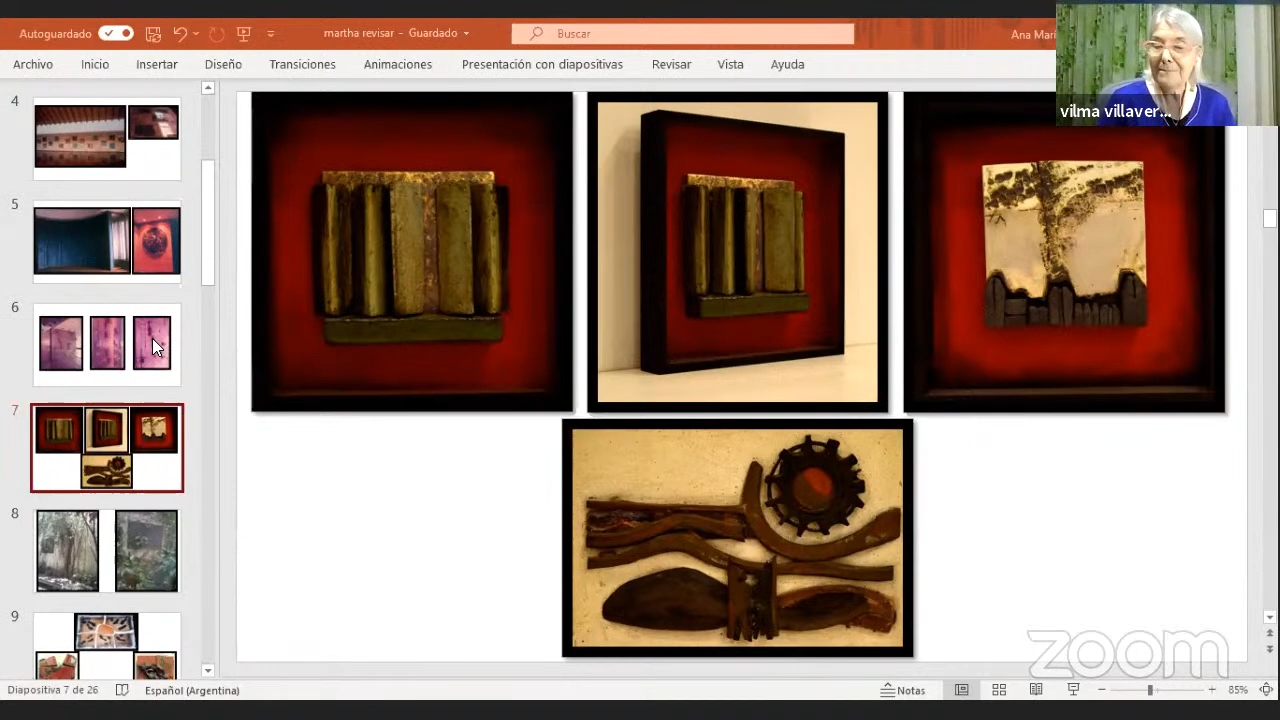 Autoguardado
martha revisar - Guardado
Buscar
Ana Marí
Archivo
Inicio
Insertar
Diseño
Transiciones
Animaciones
Presentación con diapositivas
Revisar
Vista
Ayuda
vilma villaver...
4
5
6
7
8
9
zoom
Diapositiva 7 de 26
Español (Argentina)
Notas
85%